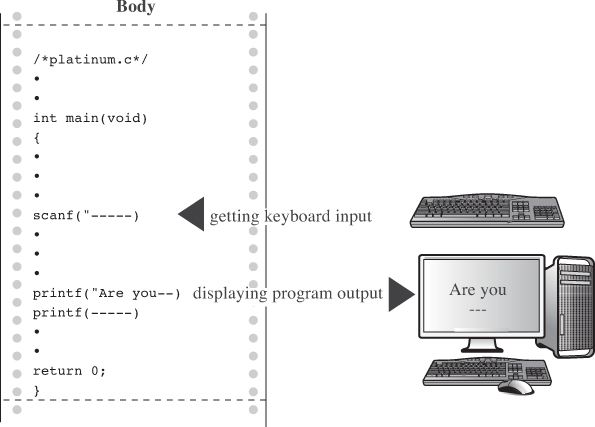 Body
/*platinum.c*/
•
•
int main(void)
{
•
•
•
scanf("-----)
getting keyboard input
•
•
•
printf("Are you--)
displaying program output
Are you
---
printf(-----)
•
•
return 0;
}